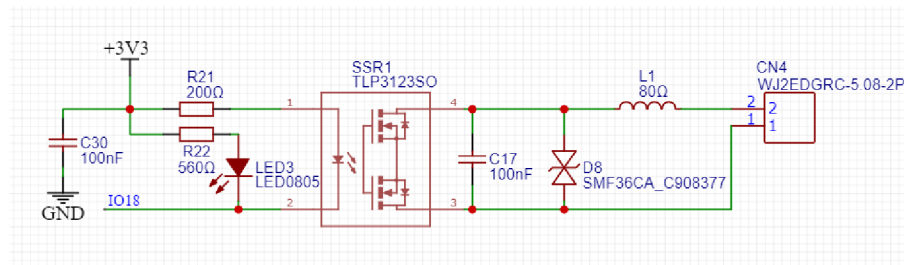 +3V3
R21
200Ω
SSR1
TLP3123SO
L1
80Ω
CN4
WJ2EDGRC-5.08-2P
1
4
2
2
1
1
C30
100nF
R22
560Ω
LED3
LED0805
C17
100nF
D8
SMF36CA_C908377
GND
IO18
2
3